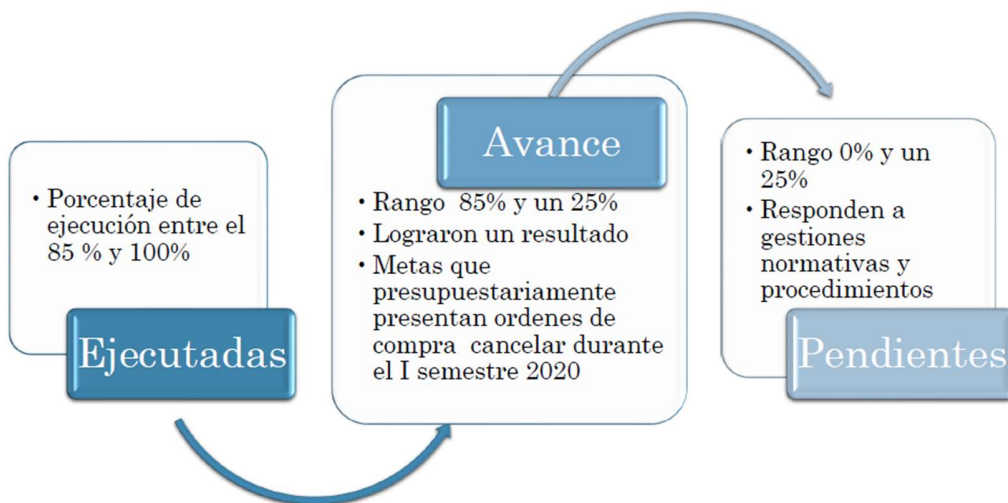 • Porcentaje de
ejecución entre el
85 % y 100%
Ejecutadas
Avance
• Rango 85% y un 25%
• Lograron un resultado
• Metas que
presupuestariamente
presentan ordenes de
compra cancelar durante
el I semestre 2020
• Rango 0% y un
25%
• Responden a
gestiones
normativas y
procedimientos
Pendientes